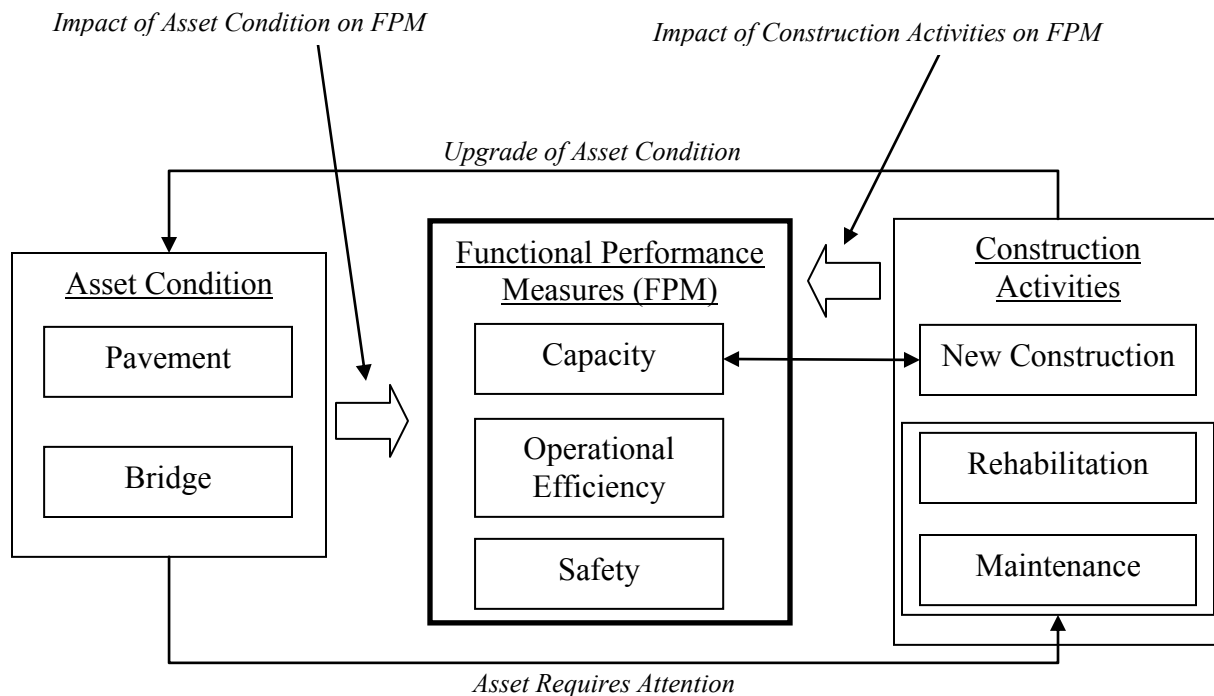 Impact of Asset Condition on FPM
Impact of Construction Activities on FPM
Upgrade of Asset Condition
Asset Condition
Pavement
Bridge
Functional Performance
Measures (FPM)
Capacity
Operational
Efficiency
Safety
Construction
Activities
New Construction
Rehabilitation
Maintenance
Asset Requires Attention